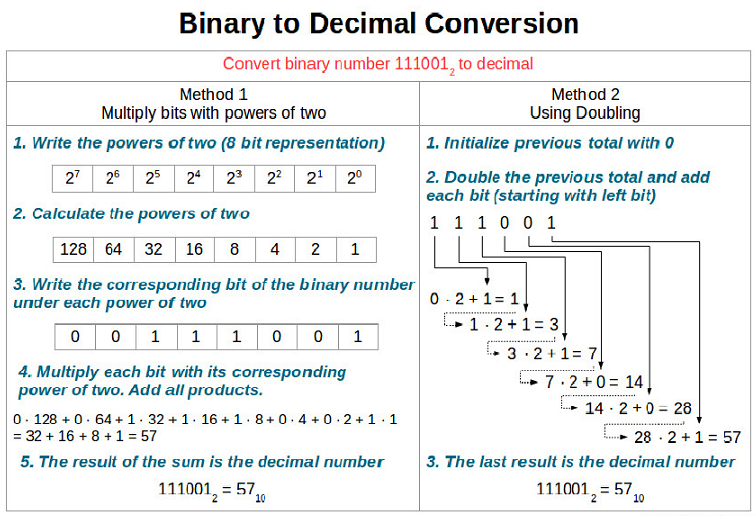 Binary to Decimal Conversion
Convert binary number 111001₂ to decimal
Method 1
Multiply bits with powers of two
1. Write the powers of two (8 bit representation)
2⁷ 2⁶ 2⁵ 2⁴ 2³ 2² 2¹ 2⁰
2. Calculate the powers of two
128 64 32 16 8 4 2 1
3. Write the corresponding bit of the binary number
under each power of two
0 0 1 1 1 0 0 1
4. Multiply each bit with its corresponding
power of two. Add all products.
0 · 128 + 0 · 64 + 1 · 32 + 1 · 16 + 1 · 8 + 0 · 4 + 0 · 2 + 1 · 1
= 32 + 16 + 8 + 1 = 57
5. The result of the sum is the decimal number
111001₂ = 57₁₀
Method 2
Using Doubling
1. Initialize previous total with 0
2. Double the previous total and add
each bit (starting with left bit)
1 1 1 0 0 1
0 · 2 + 1 = 1
1 · 2 + 1 = 3
3 · 2 + 1 = 7
7 · 2 + 0 = 14
14 · 2 + 0 = 28
28 · 2 + 1 = 57
3. The last result is the decimal number
111001₂ = 57₁₀